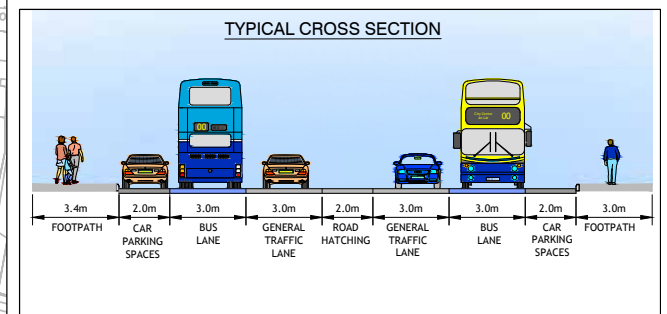 TYPICAL CROSS SECTION
00
00
3.4m 2.0m 3.0m 3.0m 2.0m 3.0m 3.0m 2.0m 3.0m
FOOTPATH CAR BUS GENERAL ROAD GENERAL BUS CAR FOOTPATH
PARKING LANE TRAFFIC HATCHING TRAFFIC LANE PARKING
SPACES LANE LANE SPACES